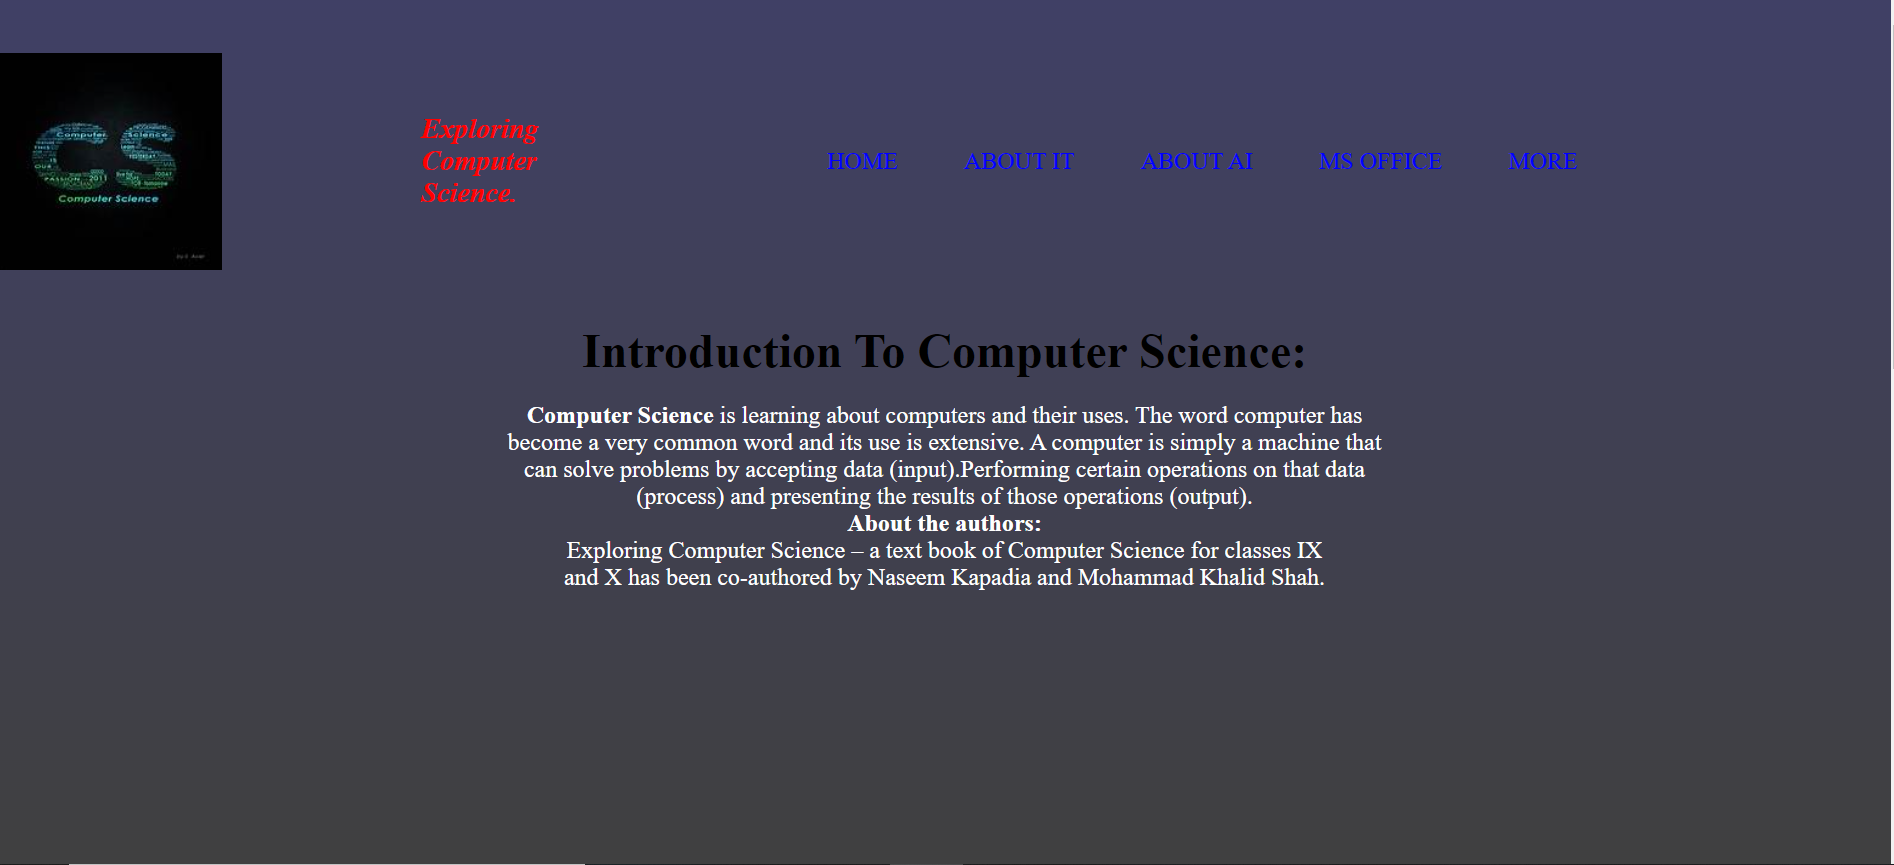 CS
Computer Science
Exploring
Computer
Science.
HOME ABOUT IT ABOUT AI MS OFFICE MORE
Introduction To Computer Science:
Computer Science is learning about computers and their uses. The word computer has
become a very common word and its use is extensive. A computer is simply a machine that
can solve problems by accepting data (input).Performing certain operations on that data
(process) and presenting the results of those operations (output).
About the authors:
Exploring Computer Science – a text book of Computer Science for classes IX
and X has been co-authored by Naseem Kapadia and Mohammad Khalid Shah.